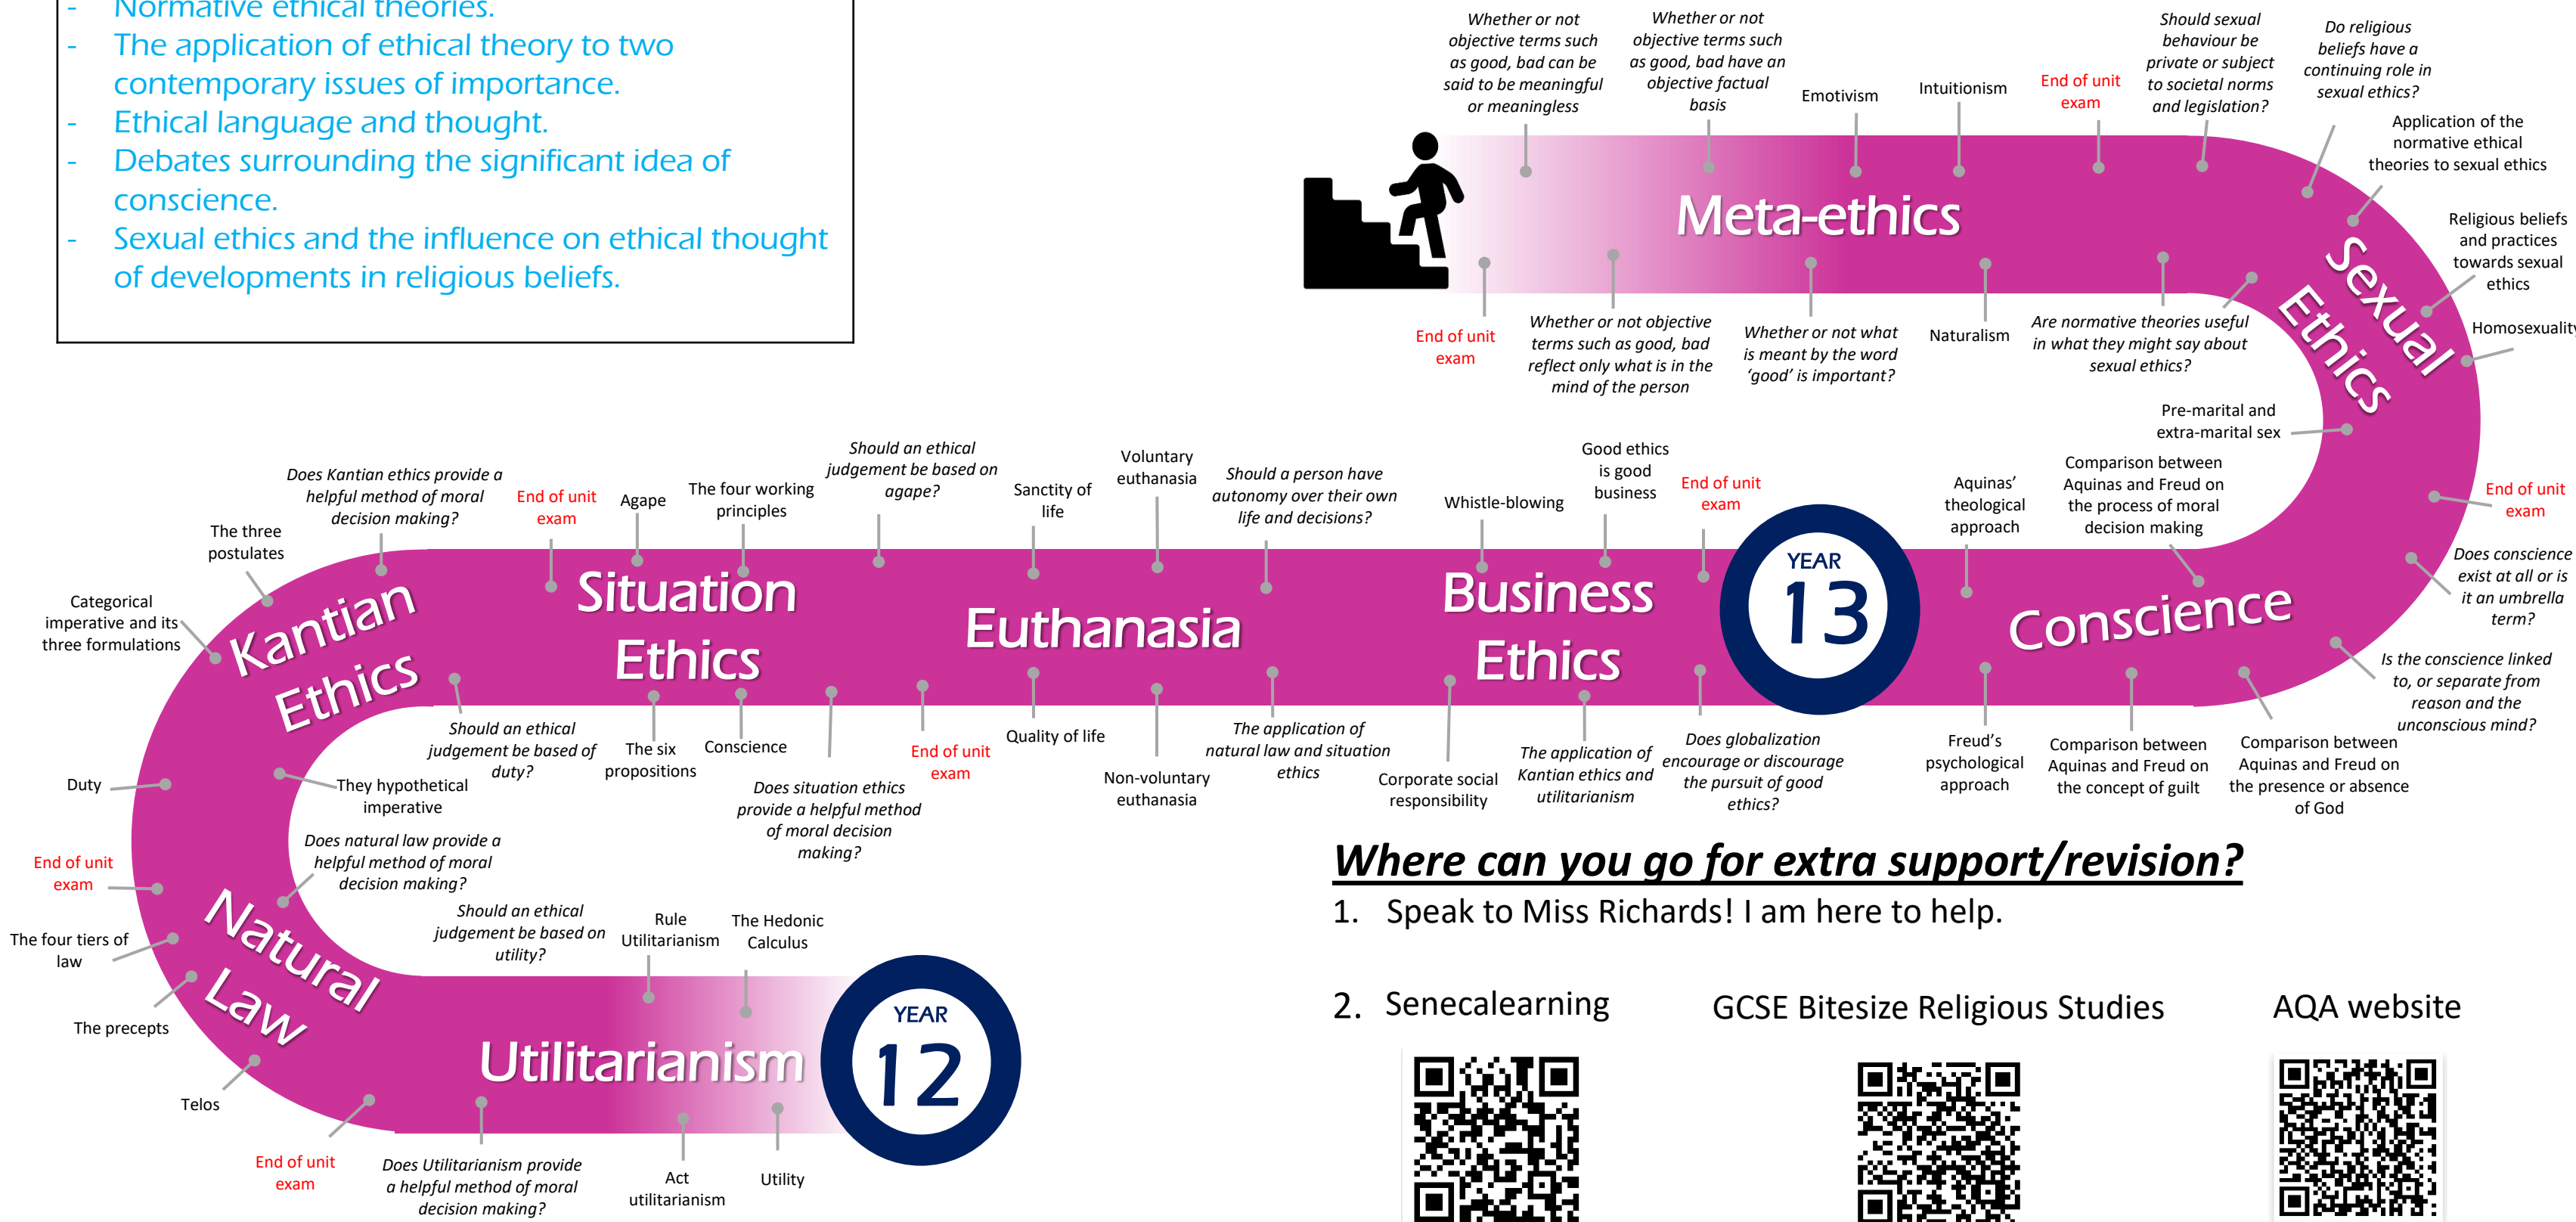 - Normative ethical theories.
- The application of ethical theory to two
contemporary issues of importance.
- Ethical language and thought.
- Debates surrounding the significant idea of
conscience.
- Sexual ethics and the influence on ethical thought
of developments in religious beliefs.
Whether or not
objective terms such
as good, bad can be
said to be meaningful
or meaningless
Whether or not
objective terms such
as good, bad have an
objective factual
basis
Emotivism
Intuitionism
End of unit
exam
Should sexual
behaviour be
private or subject
to societal norms
and legislation?
Do religious
beliefs have a
continuing role in
sexual ethics?
Application of the
normative ethical
theories to sexual ethics
Religious beliefs
and practices
towards sexual
ethics
Homosexuality
Meta-ethics
Sexual
Ethics
End of unit
exam
Whether or not objective
terms such as good, bad
reflect only what is in the
mind of the person
Whether or not what
is meant by the word
‘good’ is important?
Naturalism
Are normative theories useful
in what they might say about
sexual ethics?
Pre-marital and
extra-marital sex
End of unit
exam
Does conscience
exist at all or is
it an umbrella
term?
Is the conscience linked
to, or separate from
reason and the
unconscious mind?
Categorical
imperative and its
three formulations
The three
postulates
Does Kantian ethics provide a
helpful method of moral
decision making?
End of unit
exam
Agape
The four working
principles
Should an ethical
judgement be based on
agape?
Sanctity of
life
Voluntary
euthanasia
Should a person have
autonomy over their own
life and decisions?
Whistle-blowing
Good ethics
is good
business
End of unit
exam
Aquinas’
theological
approach
Comparison between
Aquinas and Freud on
the process of moral
decision making
Kantian
Ethics
Situation
Ethics
Euthanasia
Business
Ethics
YEAR
13
Conscience
Duty
They hypothetical
imperative
Should an ethical
judgement be based of
duty?
The six
propositions
Conscience
Does situation ethics
provide a helpful method
of moral decision
making?
End of unit
exam
Quality of life
Non-voluntary
euthanasia
The application of
natural law and situation
ethics
Corporate social
responsibility
The application of
Kantian ethics and
utilitarianism
Does globalization
encourage or discourage
the pursuit of good
ethics?
Freud’s
psychological
approach
Comparison between
Aquinas and Freud on
the concept of guilt
Comparison between
Aquinas and Freud on
the presence or absence
of God
End of unit
exam
Does natural law provide a
helpful method of moral
decision making?
The four tiers of
law
The precepts
Telos
Natural
Law
End of unit
exam
Should an ethical
judgement be based on
utility?
Rule
Utilitarianism
The Hedonic
Calculus
Utilitarianism
YEAR
12
Does Utilitarianism provide
a helpful method of moral
decision making?
Act
utilitarianism
Utility
Where can you go for extra support/revision?
1. Speak to Miss Richards! I am here to help.
2. Senecalearning
GCSE Bitesize Religious Studies
AQA website